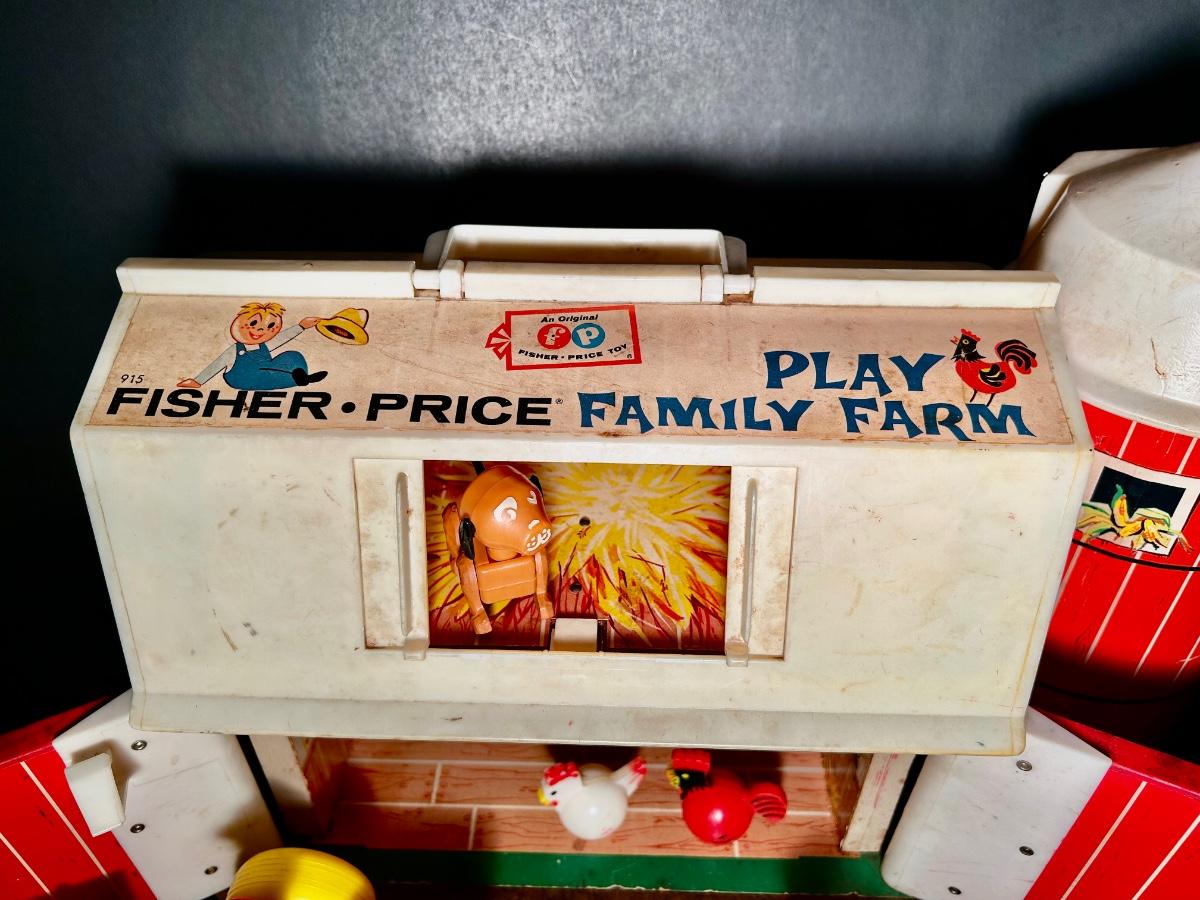 An Original
fp
FISHER·PRICE TOY
PLAY
915
FISHER·PRICE® FAMILY FARM